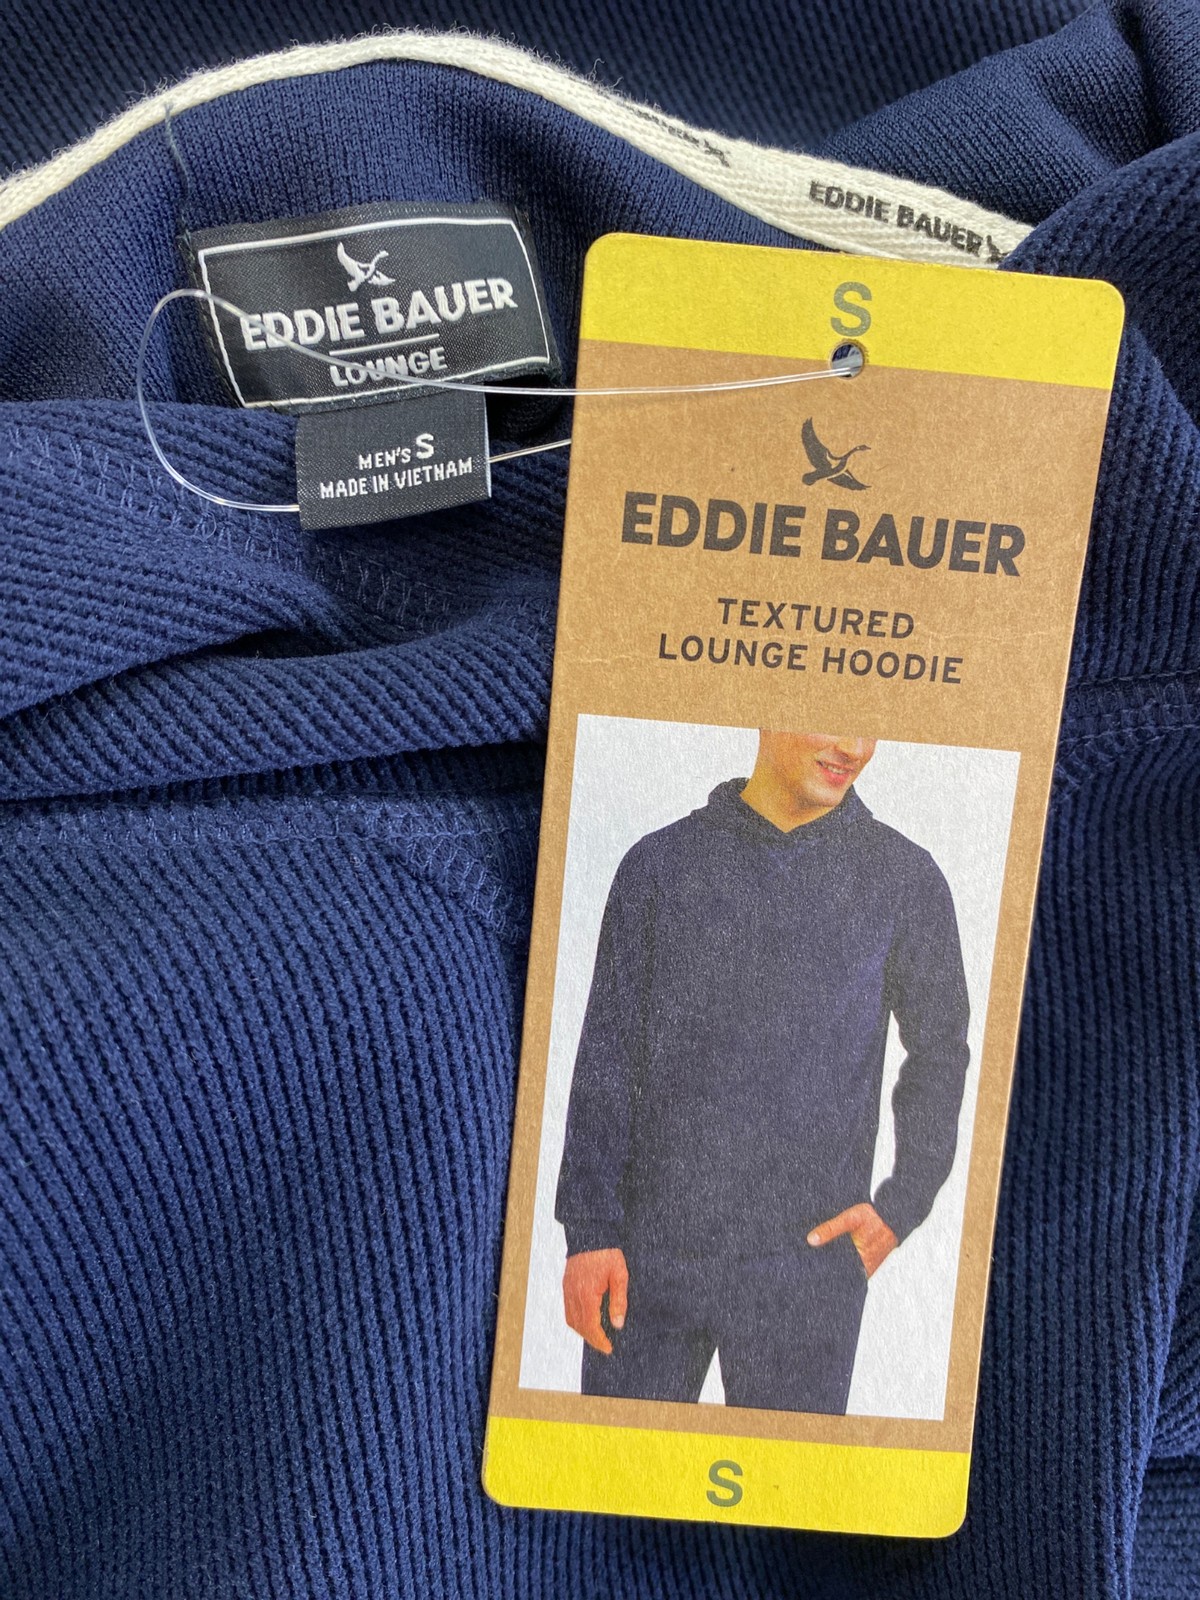 EDDIE BAUER
EDDIE BAUER
LOUNGE
MEN'S S
MADE IN VIETNAM
S
EDDIE BAUER
TEXTURED
LOUNGE HOODIE
S